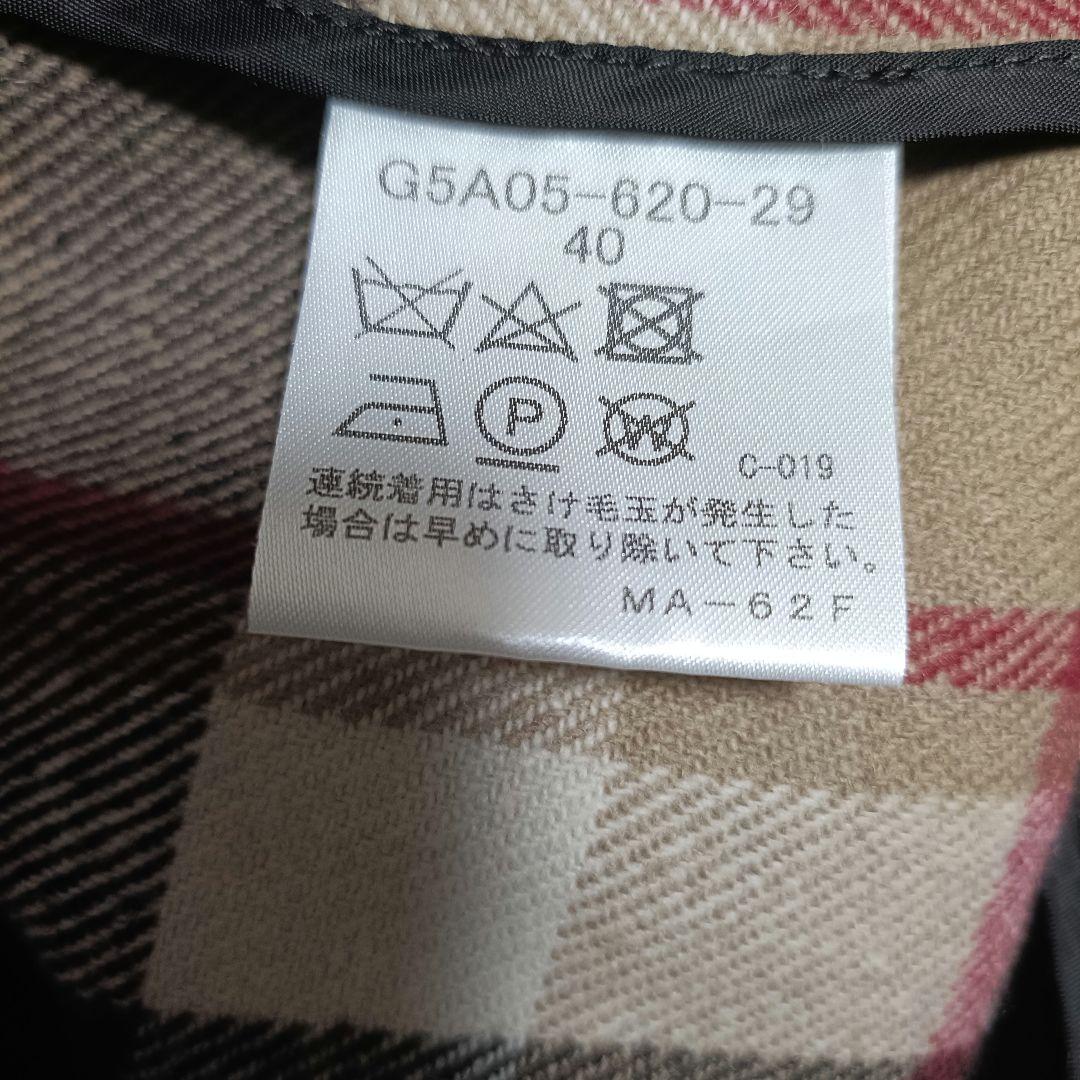 G5A05-620-29
40
P
W
C-019
連続着用はさけ毛玉が発生した
場合は早めに取り除いて下さい。
MA-62F